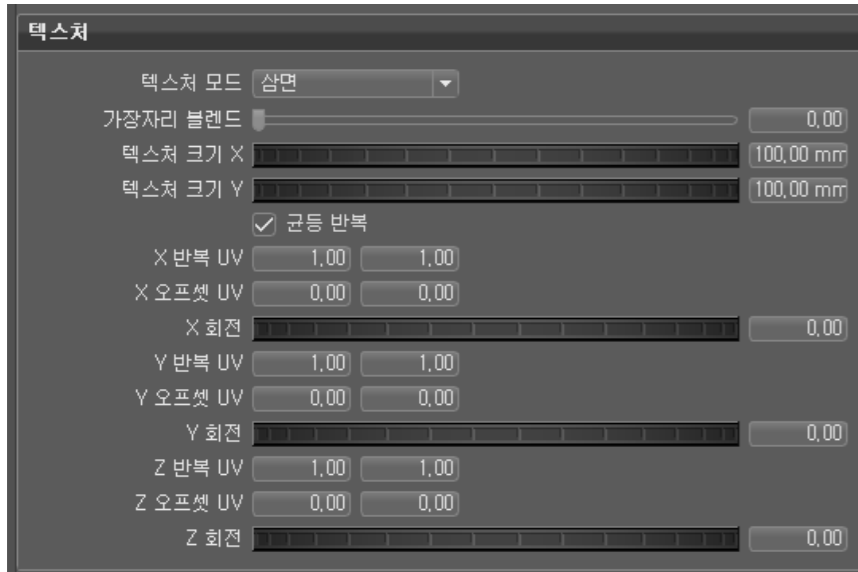 텍스처
텍스처 모드 삼면
가장자리 블렌드 0,00
텍스처 크기 X 100,00 mm
텍스처 크기 Y 100,00 mm
균등 반복
X 반복 UV 1,00 1,00
X 오프셋 UV 0,00 0,00
X 회전 0,00
Y 반복 UV 1,00 1,00
Y 오프셋 UV 0,00 0,00
Y 회전 0,00
Z 반복 UV 1,00 1,00
Z 오프셋 UV 0,00 0,00
Z 회전 0,00